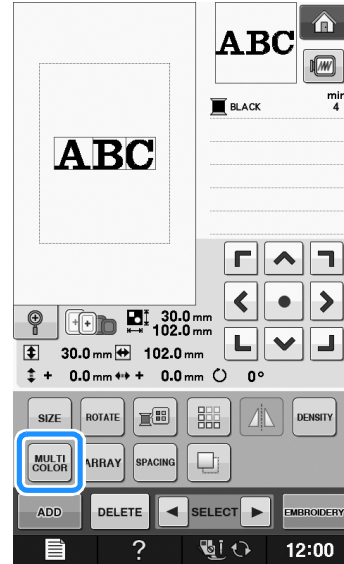 ABC
BLACK
min
4
ABC
30.0 mm
102.0 mm
30.0 mm 102.0 mm
+ 0.0 mm + 0.0 mm 0°
SIZE ROTATE DENSITY
MULTI
COLOR ARRAY SPACING
ADD DELETE SELECT EMBROIDERY
? 12:00